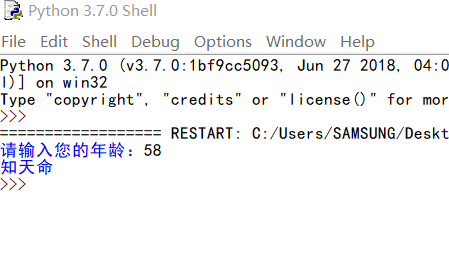 Python 3.7.0 Shell
File Edit Shell Debug Options Window Help
Python 3.7.0 (v3.7.0:1bf9cc5093, Jun 27 2018, 04:0
l)] on win32
Type "copyright", "credits" or "license()" for mor
>>>
================== RESTART: C:/Users/SAMSUNG/Deskt
请输入您的年龄：58
知天命
>>>